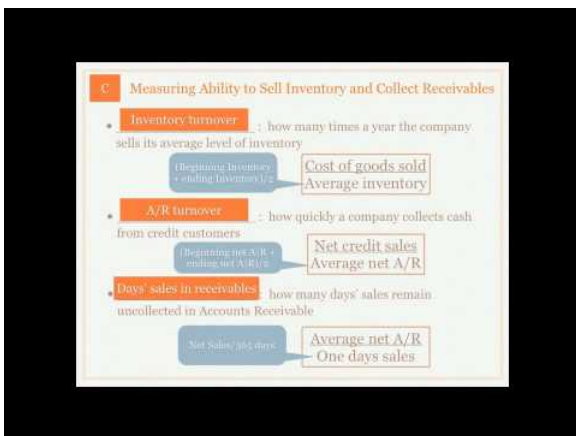 C
Measuring Ability to Sell Inventory and Collect Receivables
• Inventory turnover : how many times a year the company
sells its average level of inventory
(Beginning Inventory
+ ending Inventory)/2
Cost of goods sold
Average inventory
• A/R turnover : how quickly a company collects cash
from credit customers
(Beginning net A/R +
ending net A/R)/2
Net credit sales
Average net A/R
• Days' sales in receivables : how many days' sales remain
uncollected in Accounts Receivable
Net Sales/365 days
Average net A/R
One days sales